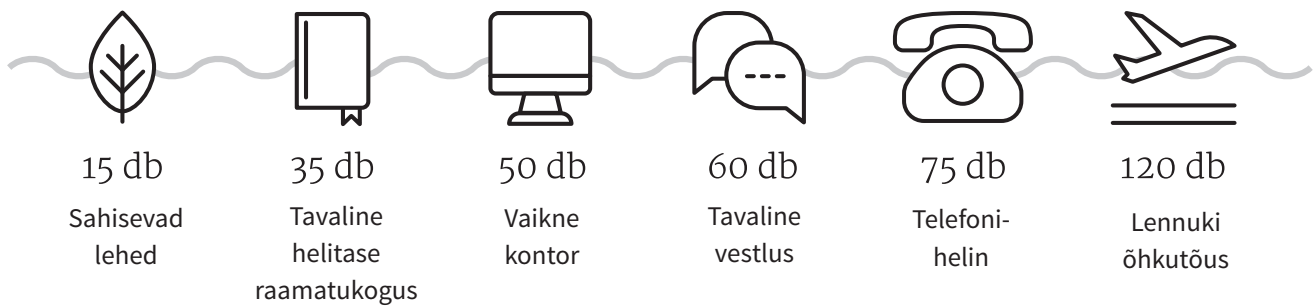 15 db
Sahisevad
lehed
35 db
Tavaline
helitase
raamatukogus
50 db
Vaikne
kontor
60 db
Tavaline
vestlus
75 db
Telefoni-
helin
120 db
Lennuki
õhkutõus